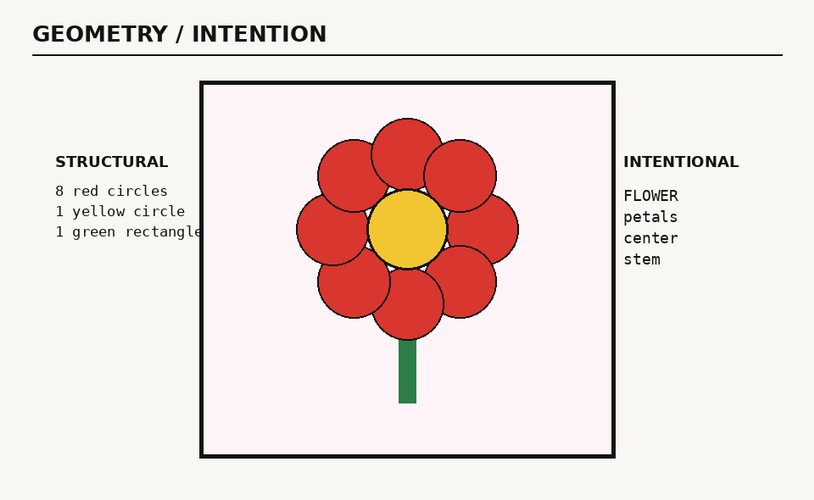 GEOMETRY / INTENTION
STRUCTURAL
8 red circles
1 yellow circle
1 green rectangle
INTENTIONAL
FLOWER
petals
center
stem